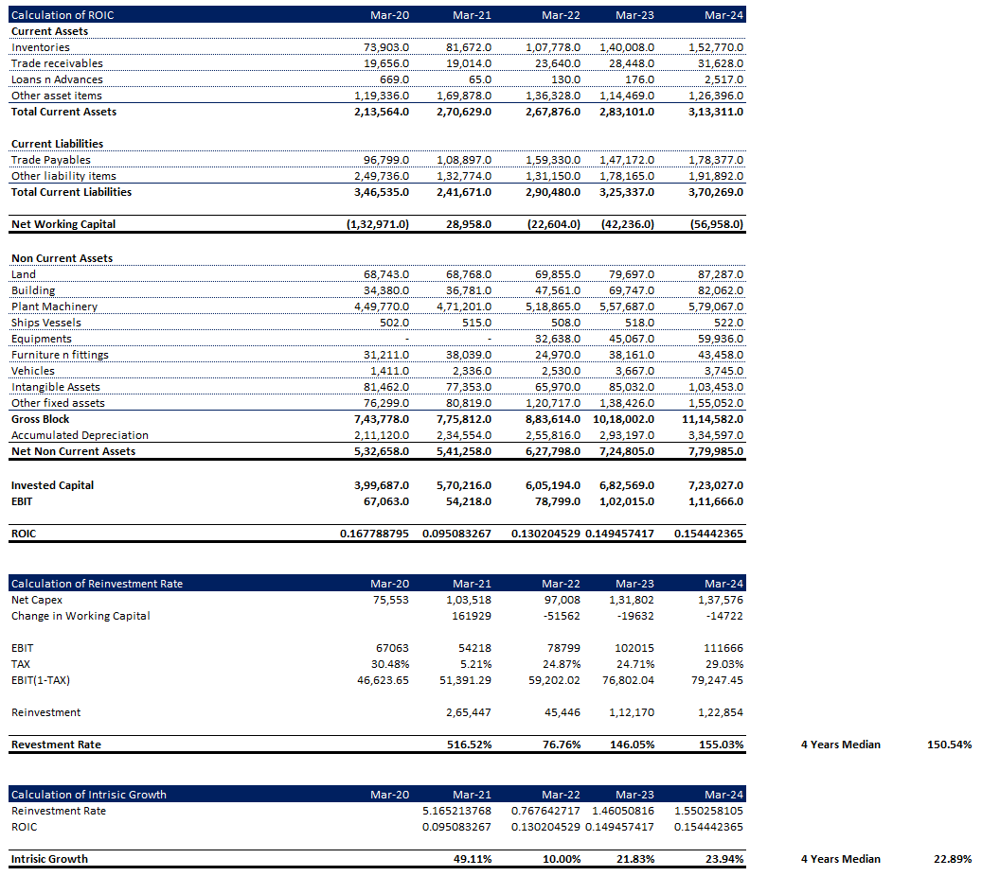 Calculation of ROIC Mar-20 Mar-21 Mar-22 Mar-23 Mar-24
Current Assets
Inventories 73,903.0 81,672.0 1,07,778.0 1,40,008.0 1,52,770.0
Trade receivables 19,656.0 19,014.0 23,640.0 28,448.0 31,628.0
Loans n Advances 669.0 65.0 130.0 176.0 2,517.0
Other asset items 1,19,336.0 1,69,878.0 1,36,328.0 1,14,469.0 1,26,396.0
Total Current Assets 2,13,564.0 2,70,629.0 2,67,876.0 2,83,101.0 3,13,311.0
Current Liabilities
Trade Payables 96,799.0 1,08,897.0 1,59,330.0 1,47,172.0 1,78,377.0
Other liability items 2,49,736.0 1,32,774.0 1,31,150.0 1,78,165.0 1,91,892.0
Total Current Liabilities 3,46,535.0 2,41,671.0 2,90,480.0 3,25,337.0 3,70,269.0
Net Working Capital (1,32,971.0) 28,958.0 (22,604.0) (42,236.0) (56,958.0)
Non Current Assets
Land 68,743.0 68,768.0 69,855.0 79,697.0 87,287.0
Building 34,380.0 36,781.0 47,561.0 69,747.0 82,062.0
Plant Machinery 4,49,770.0 4,71,201.0 5,18,865.0 5,57,687.0 5,79,067.0
Ships Vessels 502.0 515.0 508.0 518.0 522.0
Equipments - - 32,638.0 45,067.0 59,936.0
Furniture n fittings 31,211.0 38,039.0 24,970.0 38,161.0 43,458.0
Vehicles 1,411.0 2,336.0 2,530.0 3,667.0 3,745.0
Intangible Assets 81,462.0 77,353.0 65,970.0 85,032.0 1,03,453.0
Other fixed assets 76,299.0 80,819.0 1,20,717.0 1,38,426.0 1,55,052.0
Gross Block 7,43,778.0 7,75,812.0 8,83,614.0 10,18,002.0 11,14,582.0
Accumulated Depreciation 2,11,120.0 2,34,554.0 2,55,816.0 2,93,197.0 3,34,597.0
Net Non Current Assets 5,32,658.0 5,41,258.0 6,27,798.0 7,24,805.0 7,79,985.0
Invested Capital 3,99,687.0 5,70,216.0 6,05,194.0 6,82,569.0 7,23,027.0
EBIT 67,063.0 54,218.0 78,799.0 1,02,015.0 1,11,666.0
ROIC 0.167788795 0.095083267 0.130204529 0.149457417 0.154442365
Calculation of Reinvestment Rate Mar-20 Mar-21 Mar-22 Mar-23 Mar-24
Net Capex 75,553 1,03,518 97,008 1,31,802 1,37,576
Change in Working Capital 161929 -51562 -19632 -14722
EBIT 67063 54218 78799 102015 111666
TAX 30.48% 5.21% 24.87% 24.71% 29.03%
EBIT(1-TAX) 46,623.65 51,391.29 59,202.02 76,802.04 79,247.45
Reinvestment 2,65,447 45,446 1,12,170 1,22,854
Revestment Rate 516.52% 76.76% 146.05% 155.03% 4 Years Median 150.54%
Calculation of Intrisic Growth Mar-20 Mar-21 Mar-22 Mar-23 Mar-24
Reinvestment Rate 5.165213768 0.767642717 1.46050816 1.550258105
ROIC 0.095083267 0.130204529 0.149457417 0.154442365
Intrisic Growth 49.11% 10.00% 21.83% 23.94% 4 Years Median 22.89%